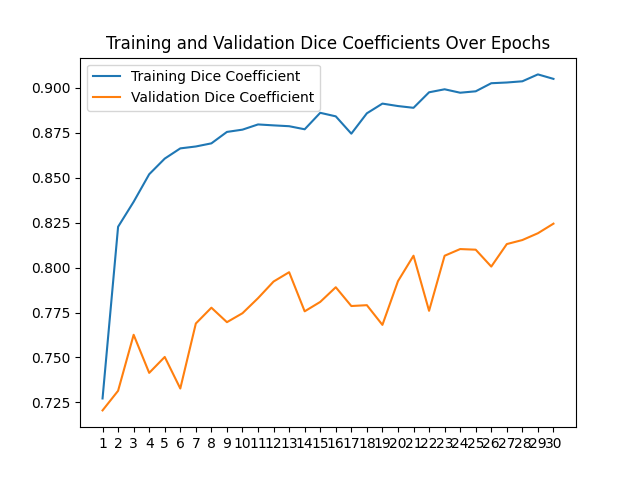 Training and Validation Dice Coefficients Over Epochs
Training Dice Coefficient
Validation Dice Coefficient
0.900
0.875
0.850
0.825
0.800
0.775
0.750
0.725
1 2 3 4 5 6 7 8 9 10 11 12 13 14 15 16 17 18 19 20 21 22 23 24 25 26 27 28 29 30